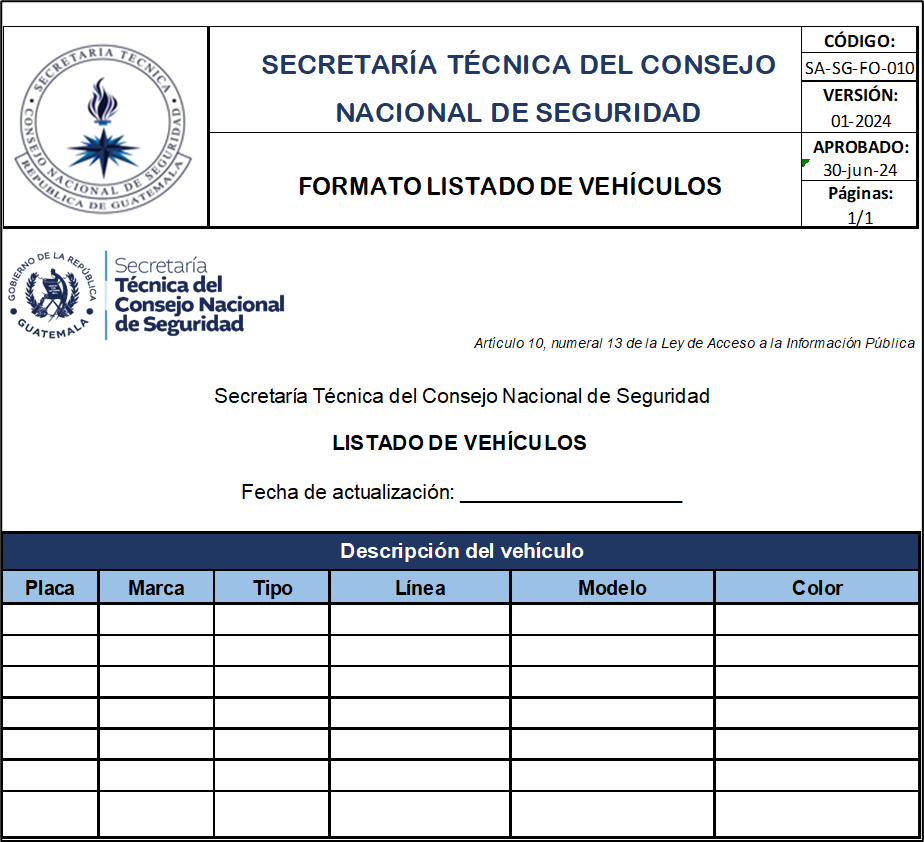 SECRETARÍA TÉCNICA
CONSEJO NACIONAL DE SEGURIDAD
REPUBLICA DE GUATEMALA
SECRETARÍA TÉCNICA DEL CONSEJO
NACIONAL DE SEGURIDAD
FORMATO LISTADO DE VEHÍCULOS
CÓDIGO:
SA-SG-FO-010
VERSIÓN:
01-2024
APROBADO:
30-jun-24
Páginas:
1/1
GOBIERNO DE LA REPÚBLICA
GUATEMALA
Secretaría
Técnica del
Consejo Nacional
de Seguridad
Artículo 10, numeral 13 de la Ley de Acceso a la Información Pública
Secretaría Técnica del Consejo Nacional de Seguridad
LISTADO DE VEHÍCULOS
Fecha de actualización: ____________________
Descripción del vehículo
Placa Marca Tipo Línea Modelo Color